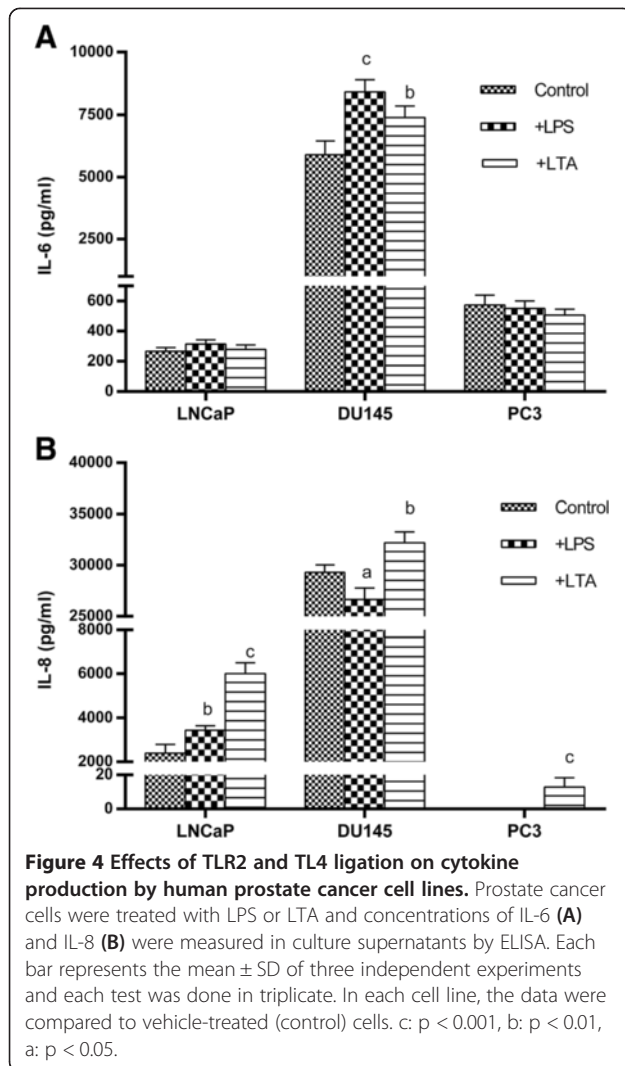 A
10000
7500
5000
2500
600
400
200
0
IL-6 (pg/ml)
c
b
Control
+LPS
+LTA
LNCaP
DU145
PC3
B
40000
35000
30000
25000
8000
6000
4000
2000
20
0
IL-8 (pg/ml)
b
c
a
b
c
Control
+LPS
+LTA
LNCaP
DU145
PC3
Figure 4 Effects of TLR2 and TL4 ligation on cytokine
production by human prostate cancer cell lines. Prostate cancer
cells were treated with LPS or LTA and concentrations of IL-6 (A)
and IL-8 (B) were measured in culture supernatants by ELISA. Each
bar represents the mean ± SD of three independent experiments
and each test was done in triplicate. In each cell line, the data were
compared to vehicle-treated (control) cells. c: p < 0.001, b: p < 0.01,
a: p < 0.05.